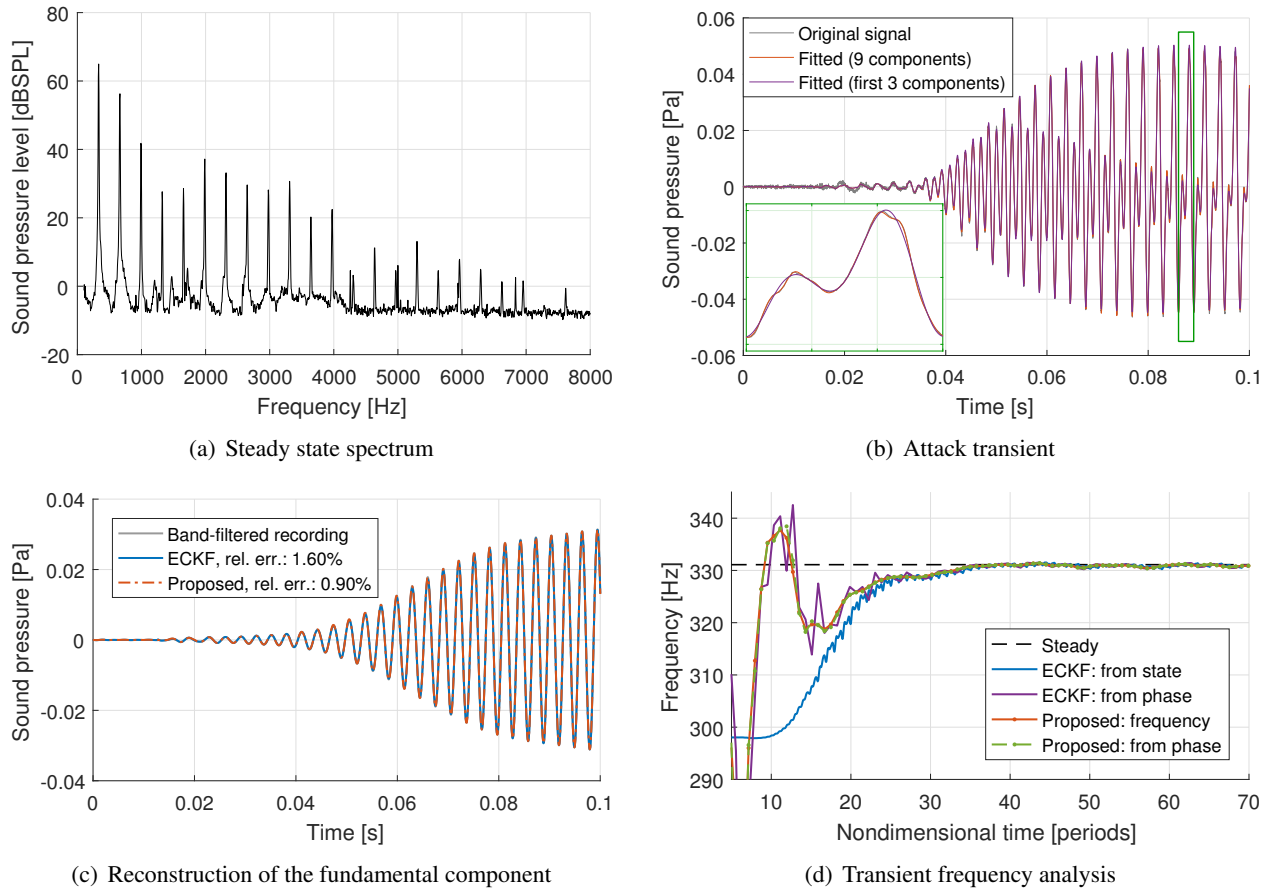 80
60
40
20
0
-20
0 1000 2000 3000 4000 5000 6000 7000 8000
Sound pressure level [dBSPL]
Frequency [Hz]
(a) Steady state spectrum
0.06
0.04
0.02
0
-0.02
-0.04
-0.06
0 0.02 0.04 0.06 0.08 0.1
Sound pressure [Pa]
Time [s]
Original signal
Fitted (9 components)
Fitted (first 3 components)
(b) Attack transient
0.04
0.02
0
-0.02
-0.04
0 0.02 0.04 0.06 0.08 0.1
Sound pressure [Pa]
Time [s]
Band-filtered recording
ECKF, rel. err.: 1.60%
Proposed, rel. err.: 0.90%
(c) Reconstruction of the fundamental component
340
330
320
310
300
290
10 20 30 40 50 60 70
Frequency [Hz]
Nondimensional time [periods]
Steady
ECKF: from state
ECKF: from phase
Proposed: frequency
Proposed: from phase
(d) Transient frequency analysis